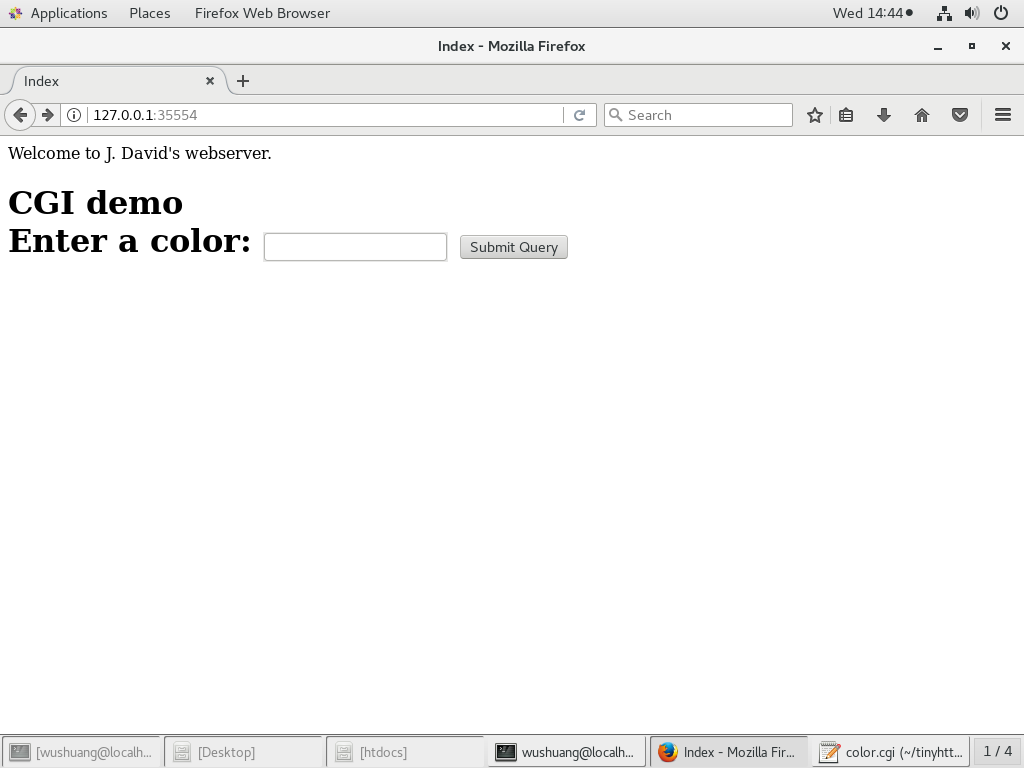 Applications Places Firefox Web Browser Wed 14:44
Index - Mozilla Firefox
Index
127.0.0.1:35554 Search
Welcome to J. David's webserver.
CGI demo
Enter a color: Submit Query
[wushuang@localh... [Desktop] [htdocs] wushuang@localh... Index - Mozilla Fir... color.cgi (~/tinyhtt... 1 / 4